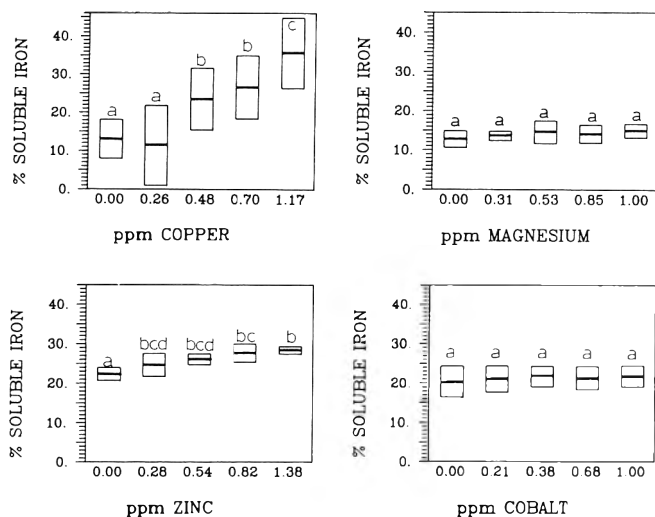 % SOLUBLE IRON
40.
30.
20.
10.
0.
a
a
b
b
c
0.00 0.26 0.48 0.70 1.17
ppm COPPER
% SOLUBLE IRON
40.
30.
20.
10.
0.
a
a
a
a
a
0.00 0.31 0.53 0.85 1.00
ppm MAGNESIUM
% SOLUBLE IRON
40.
30.
20.
10.
0.
a
bcd
bcd
bc
b
0.00 0.28 0.54 0.82 1.38
ppm ZINC
% SOLUBLE IRON
40.
30.
20.
10.
0.
a
a
a
a
a
0.00 0.21 0.38 0.68 1.00
ppm COBALT